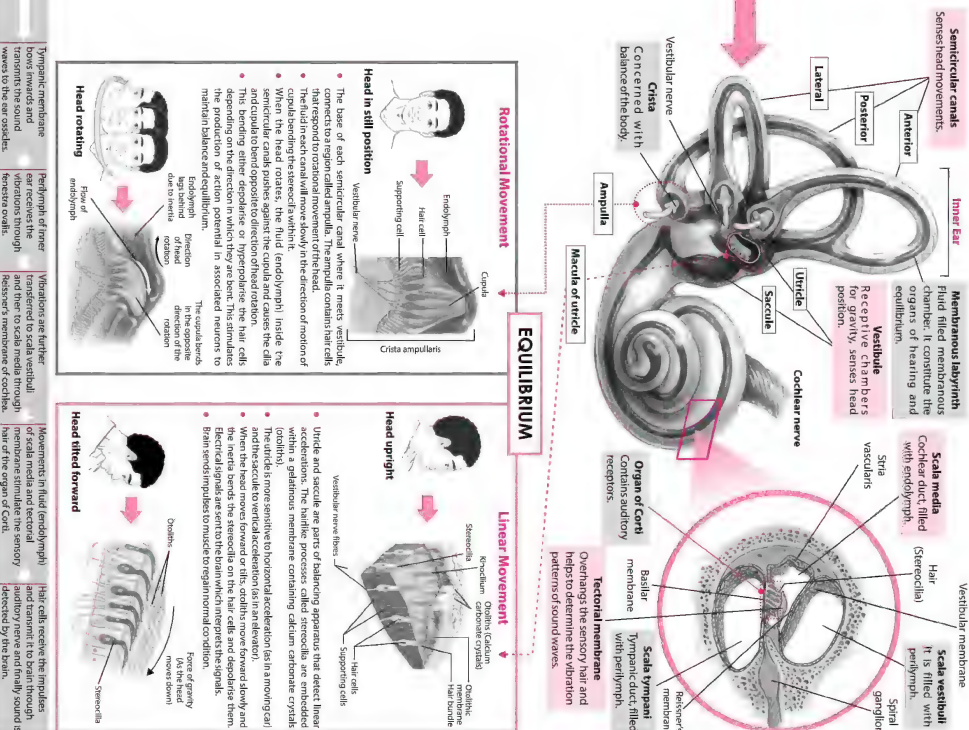 Semicircular canals
Senses head movements.
Anterior
Posterior
Lateral
Vestibular nerve
Crista
Concerned with
balance of the body.
Ampulla
Inner Ear
Membranous labyrinth
Fluid filled membranous
chamber. It constitute the
organs of hearing and
equilibrium.
Vestibule
Receptive chambers
for gravity, senses head
position.
Utricle
Saccule
Macula of utricle
Cochlear nerve
Scala media
Cochlear duct, filled
with endolymph.
Stria
vascularis
Organ of Corti
Contains auditory
receptors.
Hair
(Stereocilia)
Vestibular membrane
Scala vestibuli
It is filled with
perilymph.
Spiral
ganglion
Reissner's
membran
Basilar
membrane
Scala tympani
Tympanic duct, filled
with perilymph.
Tectorial membrane
Overhangs the sensory hair and
helps to determine the vibration
patterns of sound waves.
EQUILIBRIUM
Rotational Movement
Head in still position
Endolymph
Hair cell
Supporting cell
Vestibular nerve
Cupula
Crista ampullaris
• The base of each semicircular canal where it meets vestibule,
connects to a region called ampulla. The ampulla contains hair cells
that respond to rotational movement of the head.
• The fluid in each canal will move slowly in the direction of motion of
cupula bending the stereocilia within it.
• When the head rotates, the fluid (endolymph) inside the
semicircular canals pushes against the cupula and causes the cilia
and cupula to bend opposite to direction of head rotation.
• This bending either depolarise or hyperpolarise the hair cells
depending on the direction in which they are bent. This stimulates
the production of action potential in associated neurons to
maintain balance and equilibrium.
Head rotating
Endolymph
lags behind
due to inertia
Flow of
endolymph
Direction
of head
rotation
The cupula bends
in the opposite
direction of the
rotation
Linear Movement
Head upright
Stereocilia
Kinocilium
Otoliths (Calcium
carbonate crystals)
Otolithic
membrane
Hair bundle
Hair cells
Supporting cells
Vestibular nerve fibres
• Utricle and saccule are parts of balancing apparatus that detect linear
accelerations. The hairlike processes called stereocilia are embedded
within a gelatinous membrane containing calcium carbonate crystals
(otoliths).
• The utricle is more sensitive to horizontal acceleration (as in a moving car)
and the saccule to vertical acceleration (as in an elevator).
• When the head moves forward or tilts, otoliths move forward slowly and
the inertia bends the stereocilia on the hair cells and depolarise them.
Electrical signals are sent to the brain which interprets the signals.
• Brain sends impulses to muscle to regain normal condition.
Head tilted forward
Otoliths
Force of gravity
(As the head
moves down)
Stereocilia
Tympanic membrane
bows inwards and
transmits the sound
waves to the ear ossicles.
Perilymph of inner
ear receives the
vibrations through
fenetra ovalis.
Vibrations are further
transferred to scala vestibuli
and ther to scala media through
Reissner's membrane of cochlea.
Movements in fluid (endolymph)
of scala media and tectorial
membrane stimulate the sensory
hair of the organ of Corti.
Hair cells receive the impulses
and transmit it to brain through
auditory nerve and finally sound is
detected by the brain.